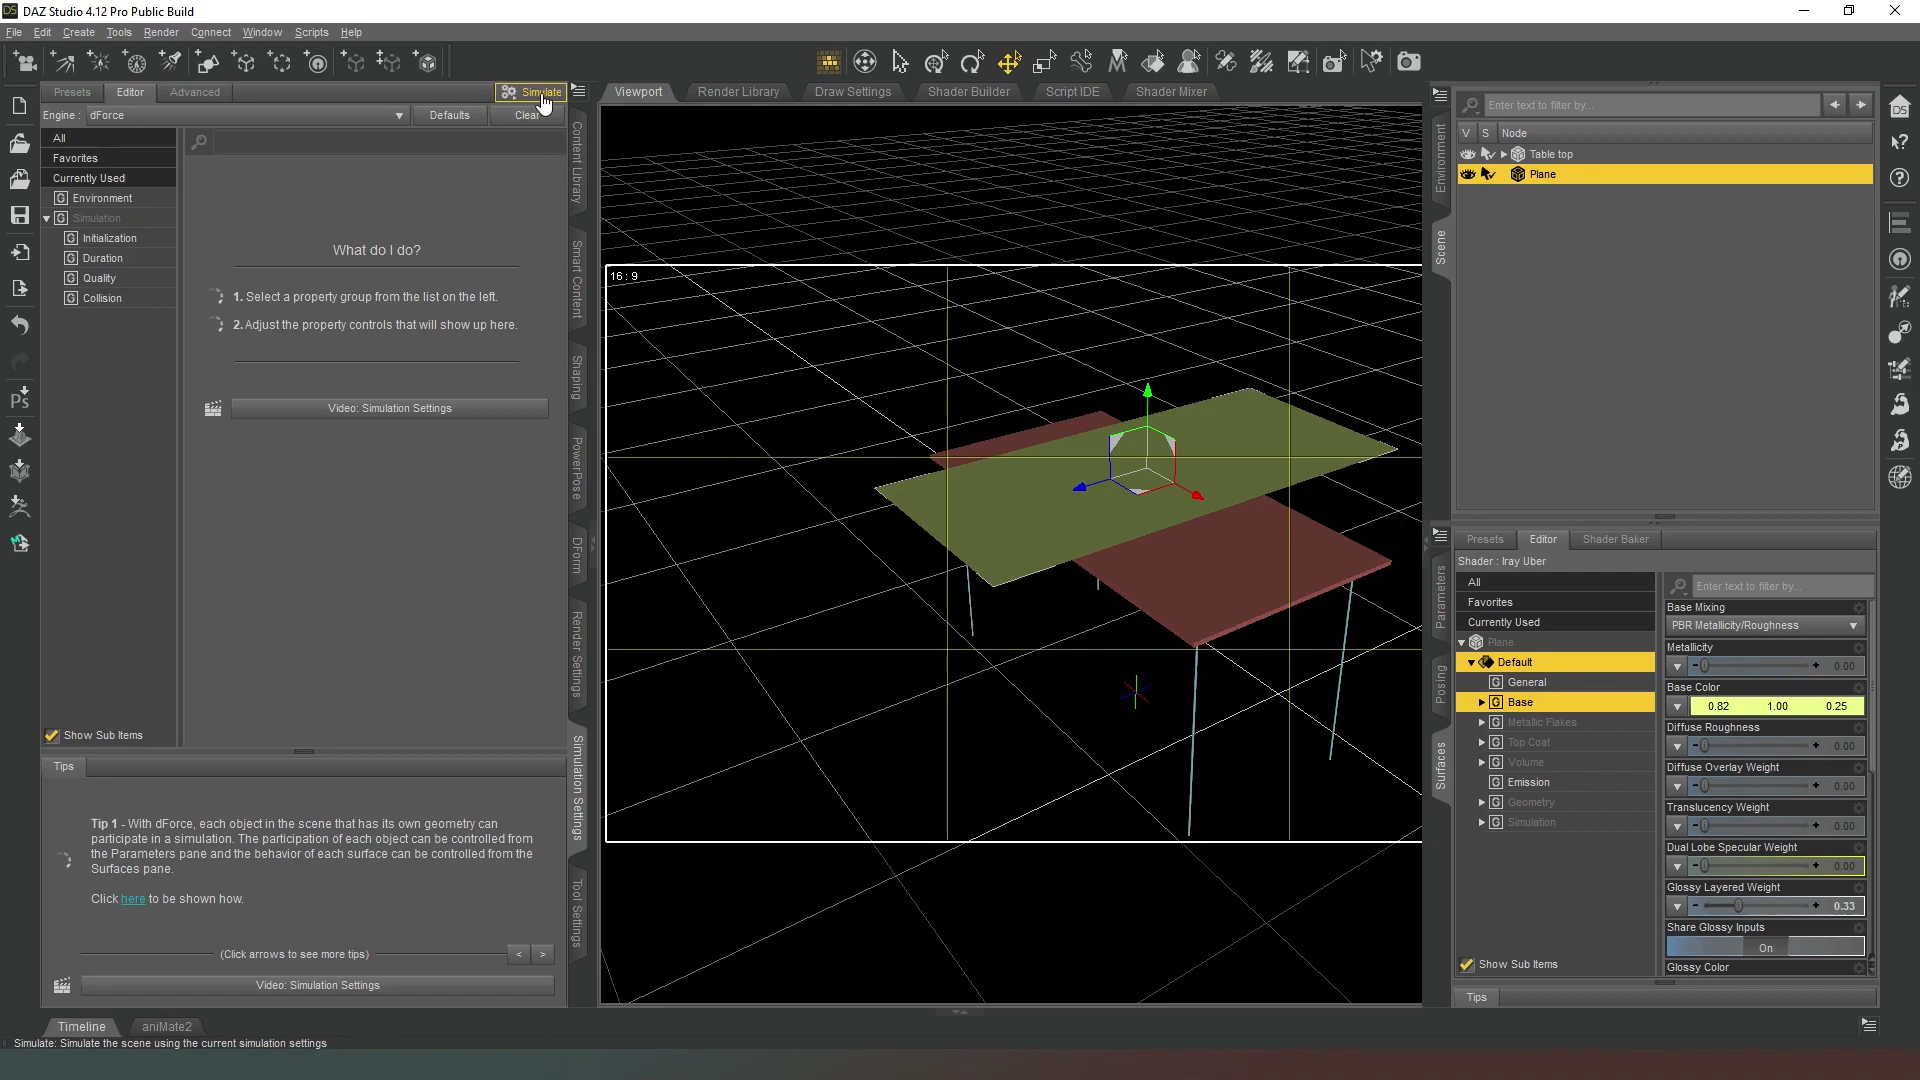 DAZ Studio 4.12 Pro Public Build
File Edit Create Tools Render Connect Window Scripts Help
Presets Editor Advanced Simulate
Engine : dForce Defaults Clear
All
Favorites
Currently Used
Environment
Simulation
Initialization
Duration
Quality
Collision
What do I do?
1. Select a property group from the list on the left.
2. Adjust the property controls that will show up here.
Video: Simulation Settings
Show Sub Items
Tips
Tip 1 - With dForce, each object in the scene that has its own geometry can
participate in a simulation. The participation of each object can be controlled from
the Parameters pane and the behavior of each surface can be controlled from the
Surfaces pane.
Click here to be shown how.
(Click arrows to see more tips) < >
Video: Simulation Settings
Timeline aniMate2
Simulate: Simulate the scene using the current simulation settings
Content Library
Smart Content
Shaping
PowerPose
DForm
Render Settings
Simulation Settings
Tool Settings
Viewport Render Library Draw Settings Shader Builder Script IDE Shader Mixer
16 : 9
Environment
Scene
Enter text to filter by...
V S Node
Table top
Plane
Parameters
Posing
Surfaces
Presets Editor Shader Baker
Shader : Iray Uber
All
Favorites
Currently Used
Plane
Default
General
Base
Metallic Flakes
Top Coat
Volume
Emission
Geometry
Simulation
Show Sub Items
Tips
Enter text to filter by...
Base Mixing
PBR Metallicity/Roughness
Metallicity
0.00
Base Color
0.82 1.00 0.25
Diffuse Roughness
0.00
Diffuse Overlay Weight
0.00
Translucency Weight
0.00
Dual Lobe Specular Weight
0.00
Glossy Layered Weight
0.33
Share Glossy Inputs
On
Glossy Color
DS
Ps